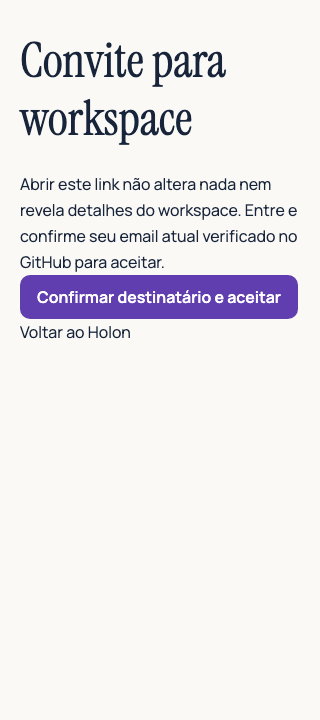 Convite para
workspace
Abrir este link não altera nada nem
revela detalhes do workspace. Entre e
confirme seu email atual verificado no
GitHub para aceitar.
Confirmar destinatário e aceitar
Voltar ao Holon